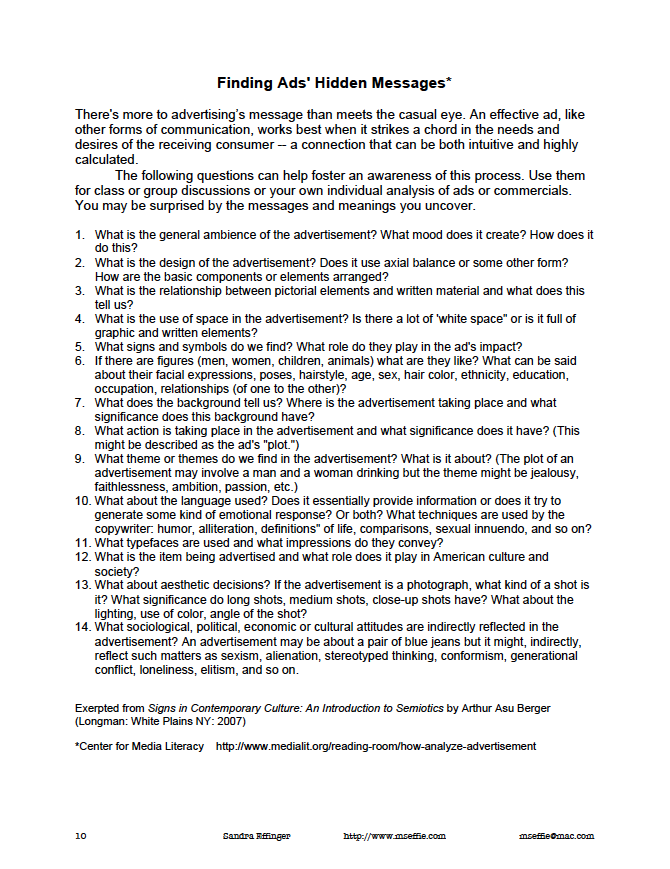 Finding Ads' Hidden Messages*
There's more to advertising's message than meets the casual eye. An effective ad, like
other forms of communication, works best when it strikes a chord in the needs and
desires of the receiving consumer -- a connection that can be both intuitive and highly
calculated.
The following questions can help foster an awareness of this process. Use them
for class or group discussions or your own individual analysis of ads or commercials.
You may be surprised by the messages and meanings you uncover.
1. What is the general ambience of the advertisement? What mood does it create? How does it
do this?
2. What is the design of the advertisement? Does it use axial balance or some other form?
How are the basic components or elements arranged?
3. What is the relationship between pictorial elements and written material and what does this
tell us?
4. What is the use of space in the advertisement? Is there a lot of 'white space" or is it full of
graphic and written elements?
5. What signs and symbols do we find? What role do they play in the ad's impact?
6. If there are figures (men, women, children, animals) what are they like? What can be said
about their facial expressions, poses, hairstyle, age, sex, hair color, ethnicity, education,
occupation, relationships (of one to the other)?
7. What does the background tell us? Where is the advertisement taking place and what
significance does this background have?
8. What action is taking place in the advertisement and what significance does it have? (This
might be described as the ad's "plot.")
9. What theme or themes do we find in the advertisement? What is it about? (The plot of an
advertisement may involve a man and a woman drinking but the theme might be jealousy,
faithlessness, ambition, passion, etc.)
10. What about the language used? Does it essentially provide information or does it try to
generate some kind of emotional response? Or both? What techniques are used by the
copywriter: humor, alliteration, definitions" of life, comparisons, sexual innuendo, and so on?
11. What typefaces are used and what impressions do they convey?
12. What is the item being advertised and what role does it play in American culture and
society?
13. What about aesthetic decisions? If the advertisement is a photograph, what kind of a shot is
it? What significance do long shots, medium shots, close-up shots have? What about the
lighting, use of color, angle of the shot?
14. What sociological, political, economic or cultural attitudes are indirectly reflected in the
advertisement? An advertisement may be about a pair of blue jeans but it might, indirectly,
reflect such matters as sexism, alienation, stereotyped thinking, conformism, generational
conflict, loneliness, elitism, and so on.
Exerpted from Signs in Contemporary Culture: An Introduction to Semiotics by Arthur Asu Berger
(Longman: White Plains NY: 2007)
*Center for Media Literacy http://www.medialit.org/reading-room/how-analyze-advertisement
10 Sandra Effinger http://www.mseffie.com mseffie@mac.com